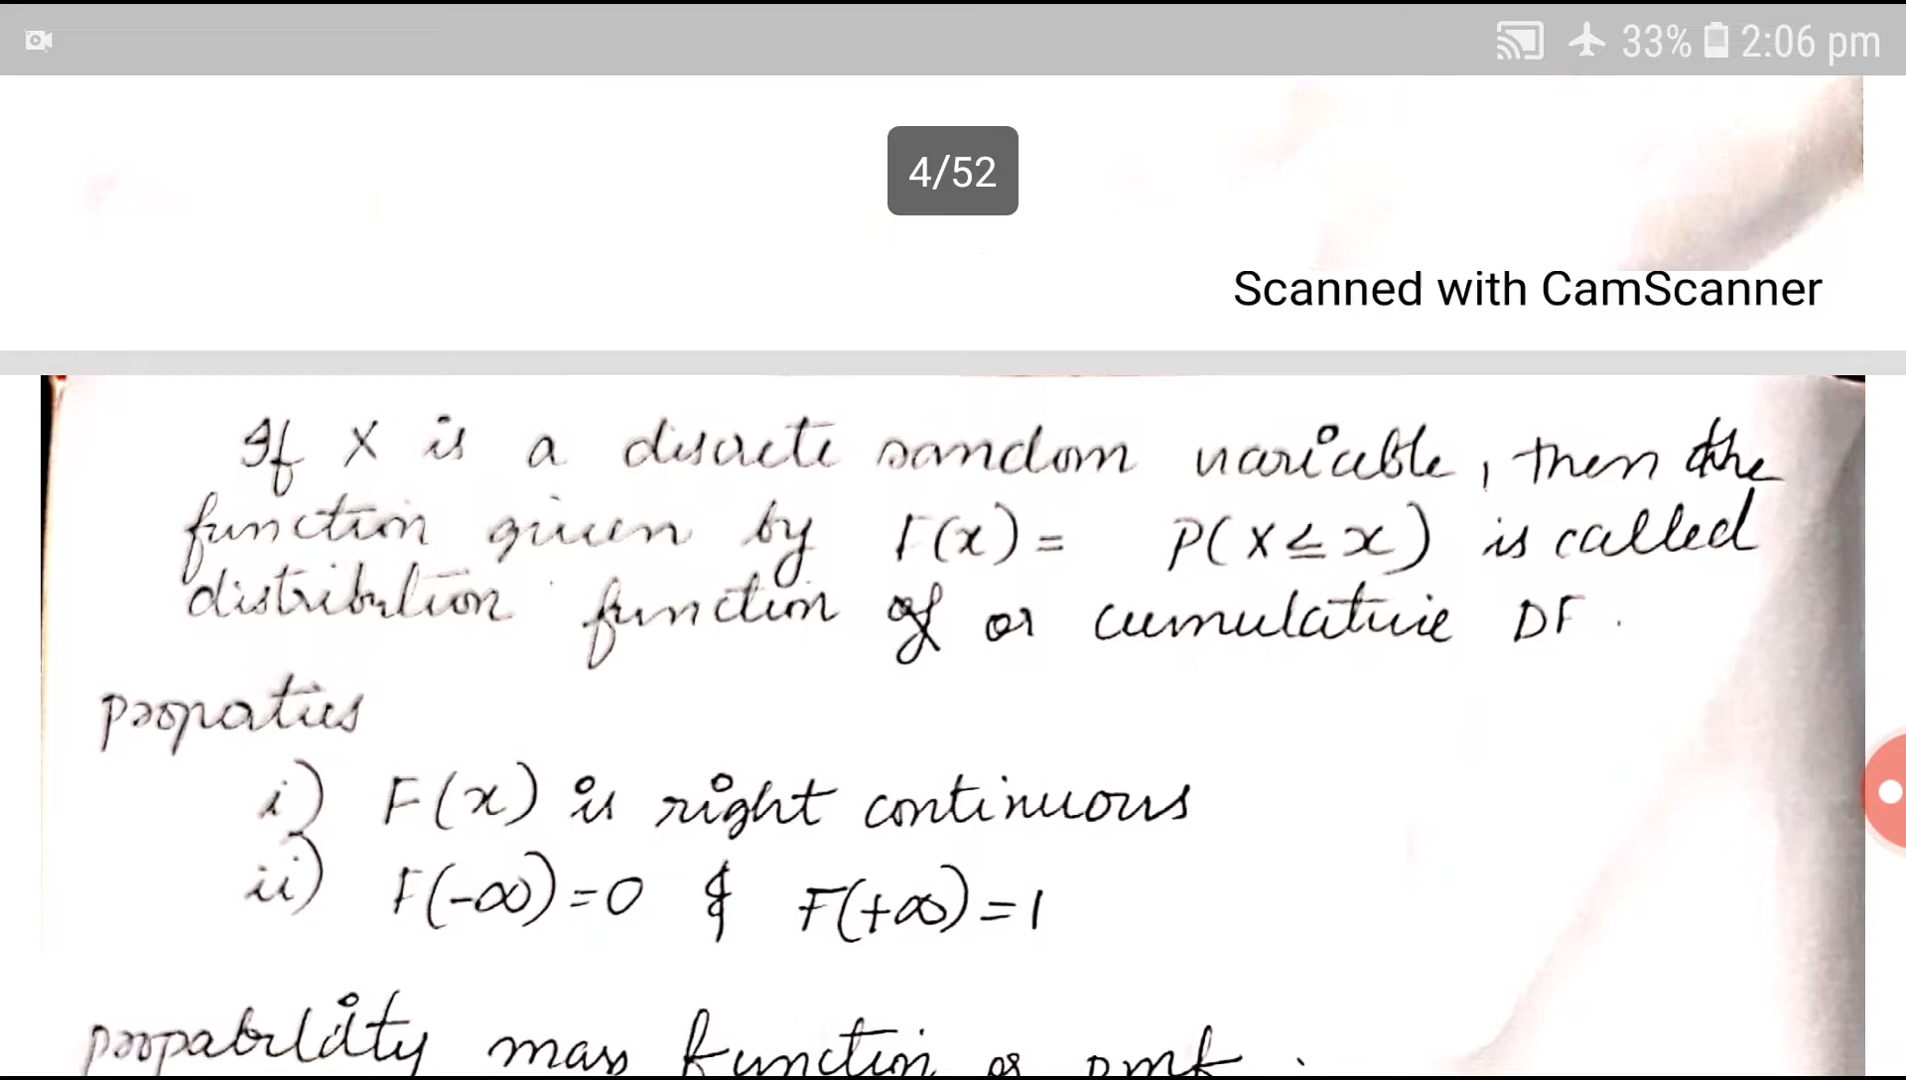 33% 2:06 pm
4/52
Scanned with CamScanner
If X is a discrete random variable, then the
function given by F(x) = P(X ≤ x) is called
distribution function of or cumulative DF.
properties
i) F(x) is right continuous
ii) F(-∞) = 0 & F(+∞) = 1
propability mass function or pmf.